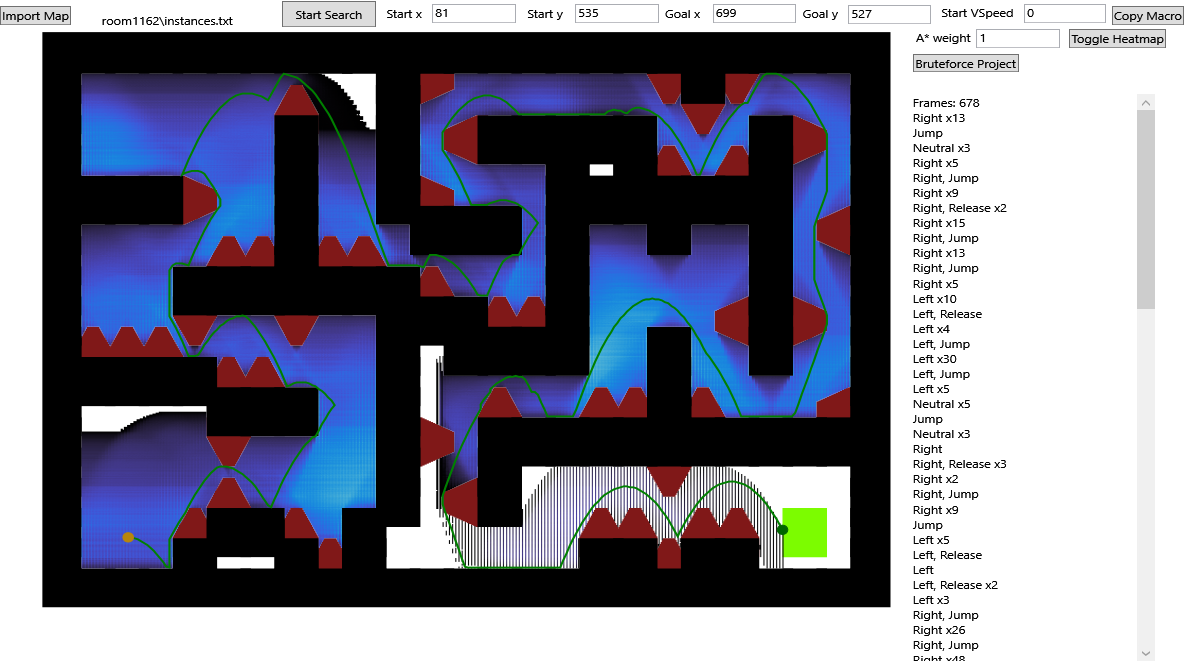 Import Map
room1162\instances.txt
Start Search
Start x 81
Start y 535
Goal x 699
Goal y 527
Start VSpeed 0
Copy Macro
A* weight 1
Toggle Heatmap
Bruteforce Project
Frames: 678
Right x13
Jump
Neutral x3
Right x5
Right, Jump
Right x9
Right, Release x2
Right x15
Right, Jump
Right x13
Right, Jump
Right x5
Left x10
Left, Release
Left x4
Left, Jump
Left x30
Left, Jump
Left x5
Neutral x5
Jump
Neutral x3
Right
Right, Release x3
Right x2
Right, Jump
Right x9
Jump
Left x5
Left, Release
Left
Left, Release x2
Left x3
Right, Jump
Right x26
Right, Jump
Right x48